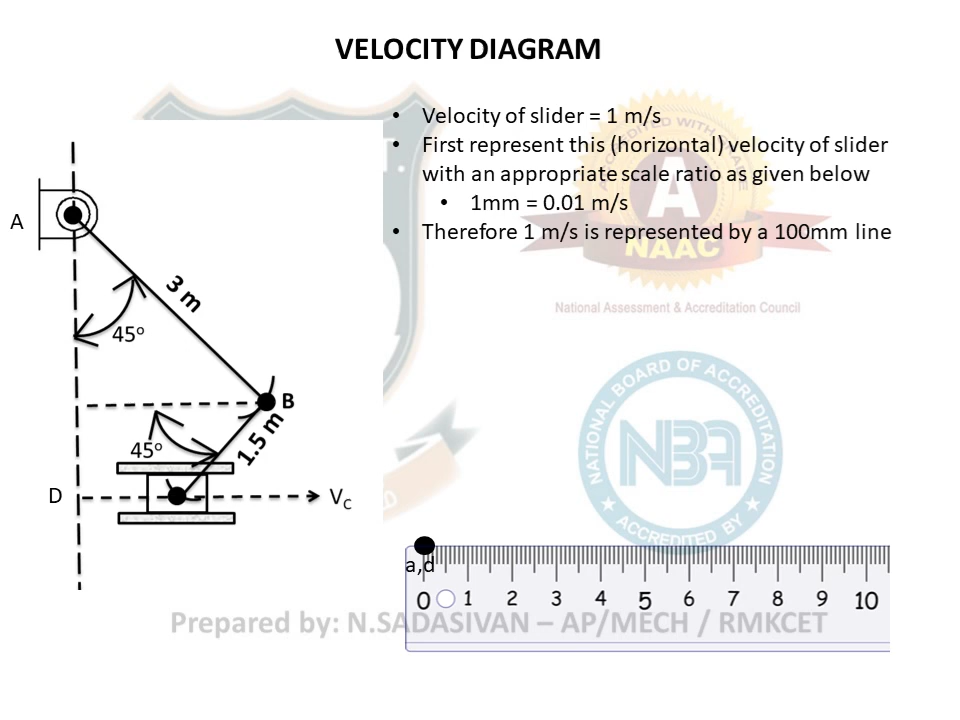 VELOCITY DIAGRAM
• Velocity of slider = 1 m/s
• First represent this (horizontal) velocity of slider
with an appropriate scale ratio as given below
• 1mm = 0.01 m/s
• Therefore 1 m/s is represented by a 100mm line
A
3 m
45°
B
1.5 m
45°
D
V_C
A
NAAC
National Assessment & Accreditation Council
NATIONAL BOARD OF ACCREDITATION
NBA
ACCREDITED BY
a,d
0 1 2 3 4 5 6 7 8 9 10
Prepared by: N.SADASIVAN – AP/MECH / RMKCET